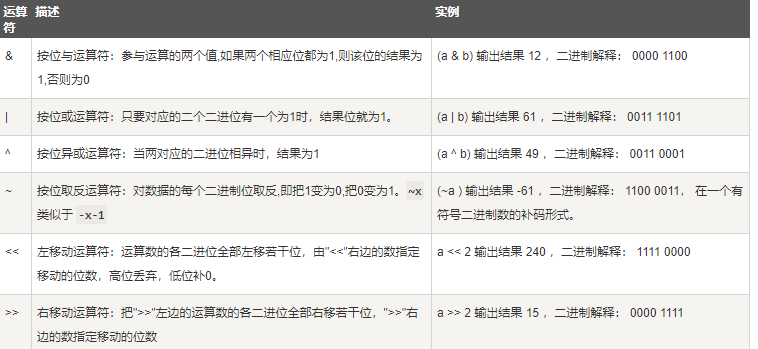 运算符 描述 实例
& 按位与运算符：参与运算的两个值,如果两个相应位都为1,则该位的结果为1,否则为0 (a & b) 输出结果 12 ，二进制解释： 0000 1100
| 按位或运算符：只要对应的二个二进位有一个为1时，结果位就为1。 (a | b) 输出结果 61 ，二进制解释： 0011 1101
^ 按位异或运算符：当两对应的二进位相异时，结果为1 (a ^ b) 输出结果 49 ，二进制解释： 0011 0001
~ 按位取反运算符：对数据的每个二进制位取反,即把1变为0,把0变为1。~x 类似于 -x-1 (~a ) 输出结果 -61 ，二进制解释： 1100 0011， 在一个有符号二进制数的补码形式。
<< 左移动运算符：运算数的各二进位全部左移若干位，由"<<"右边的数指定移动的位数，高位丢弃，低位补0。 a << 2 输出结果 240 ，二进制解释： 1111 0000
>> 右移动运算符：把">>"左边的运算数的各二进位全部右移若干位，">>"右边的数指定移动的位数 a >> 2 输出结果 15 ，二进制解释： 0000 1111